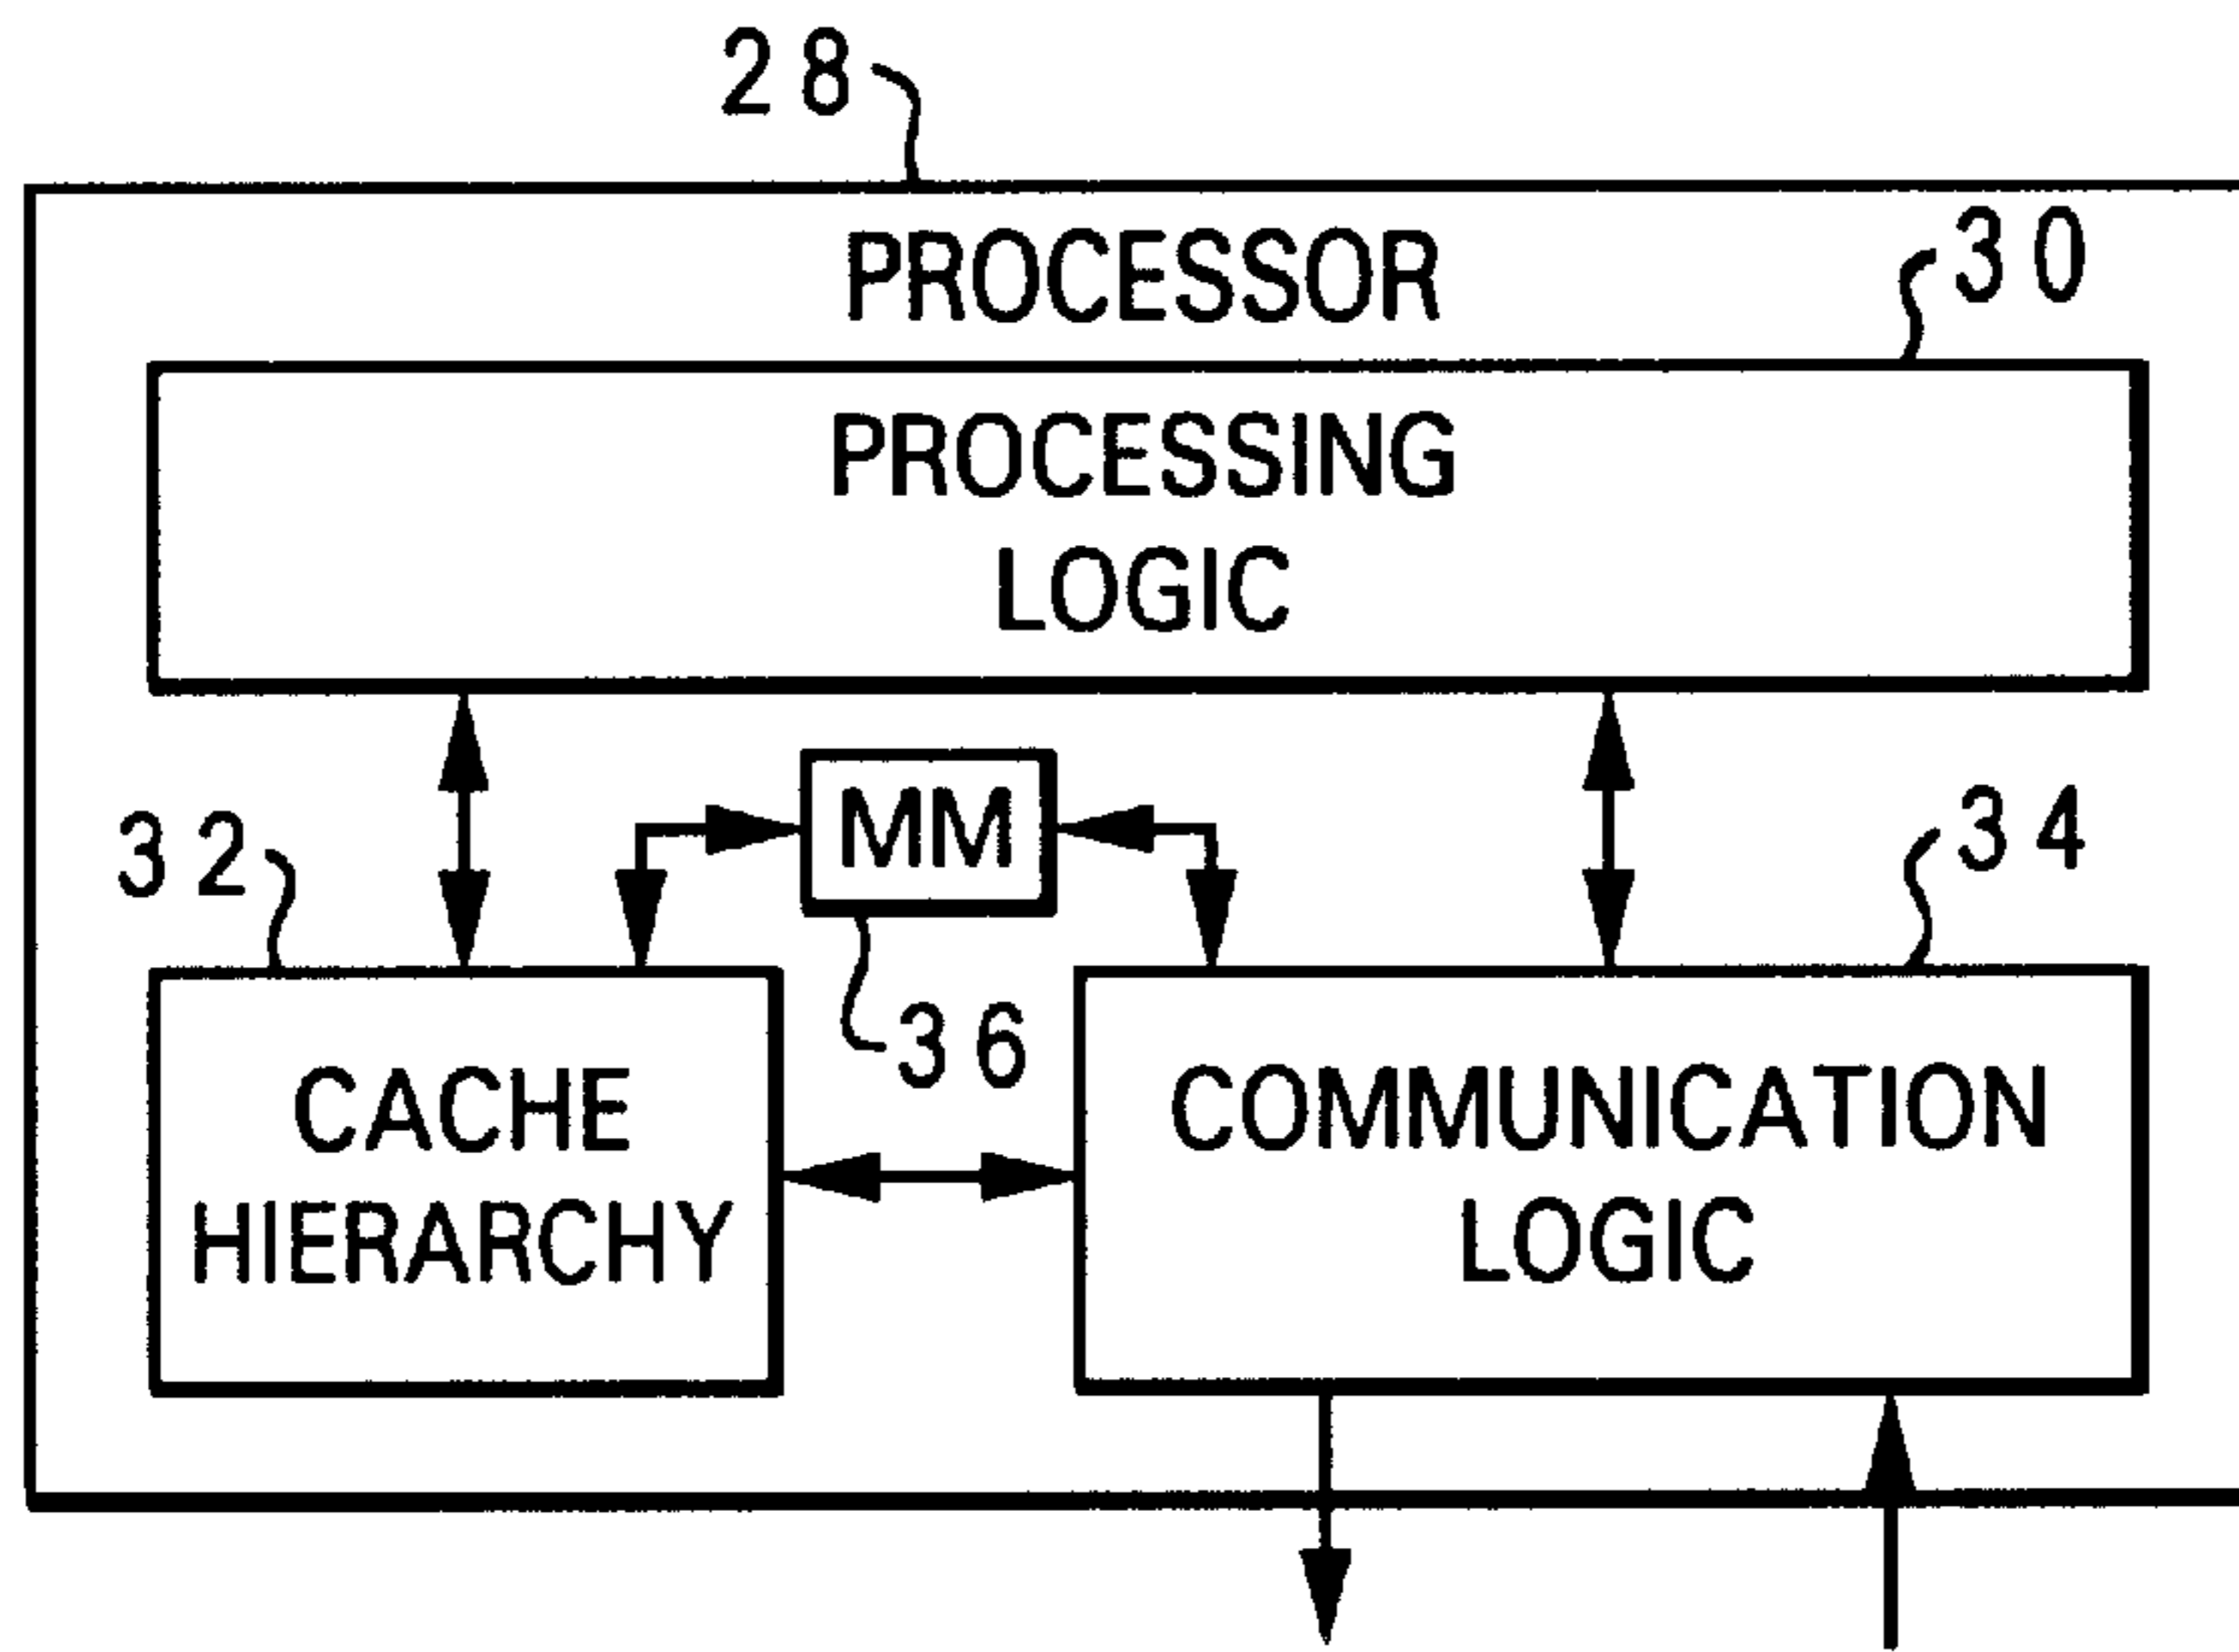 28
PROCESSOR
30
PROCESSING
LOGIC
MM
32
34
36
CACHE
HIERARCHY
COMMUNICATION
LOGIC